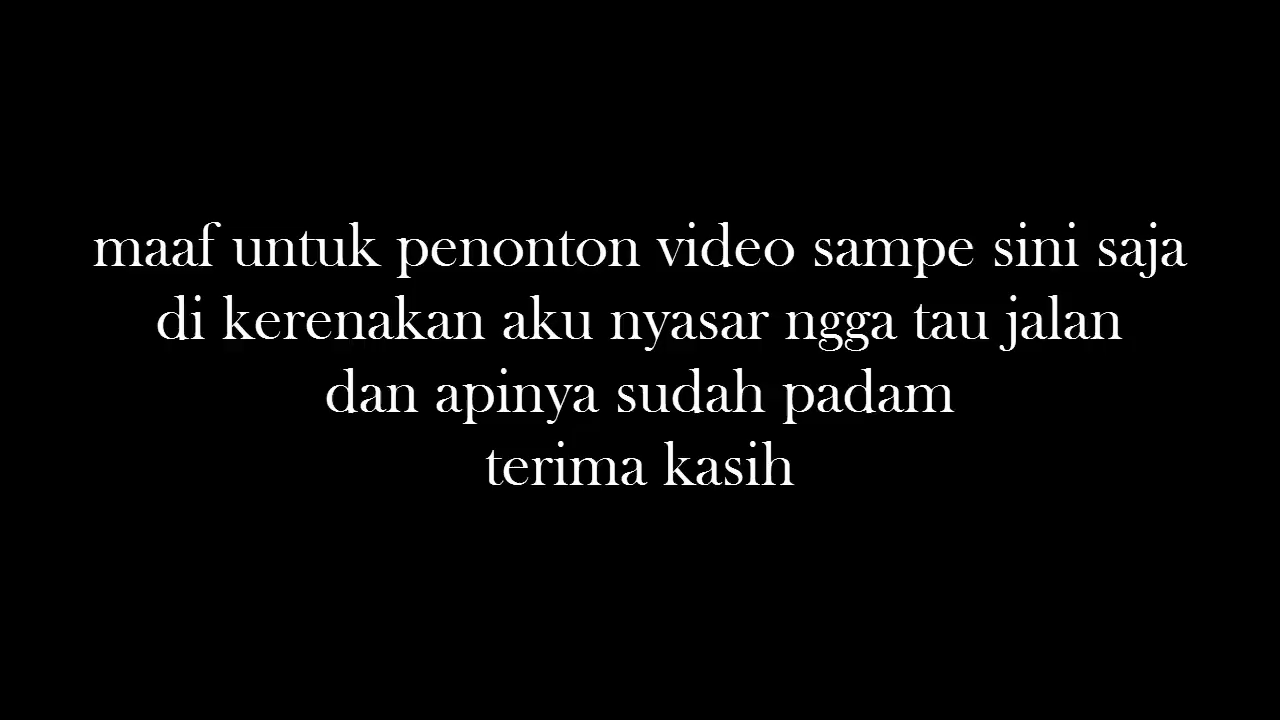 maaf untuk penonton video sampe sini saja
di kerenakan aku nyasar ngga tau jalan
dan apinya sudah padam
terima kasih